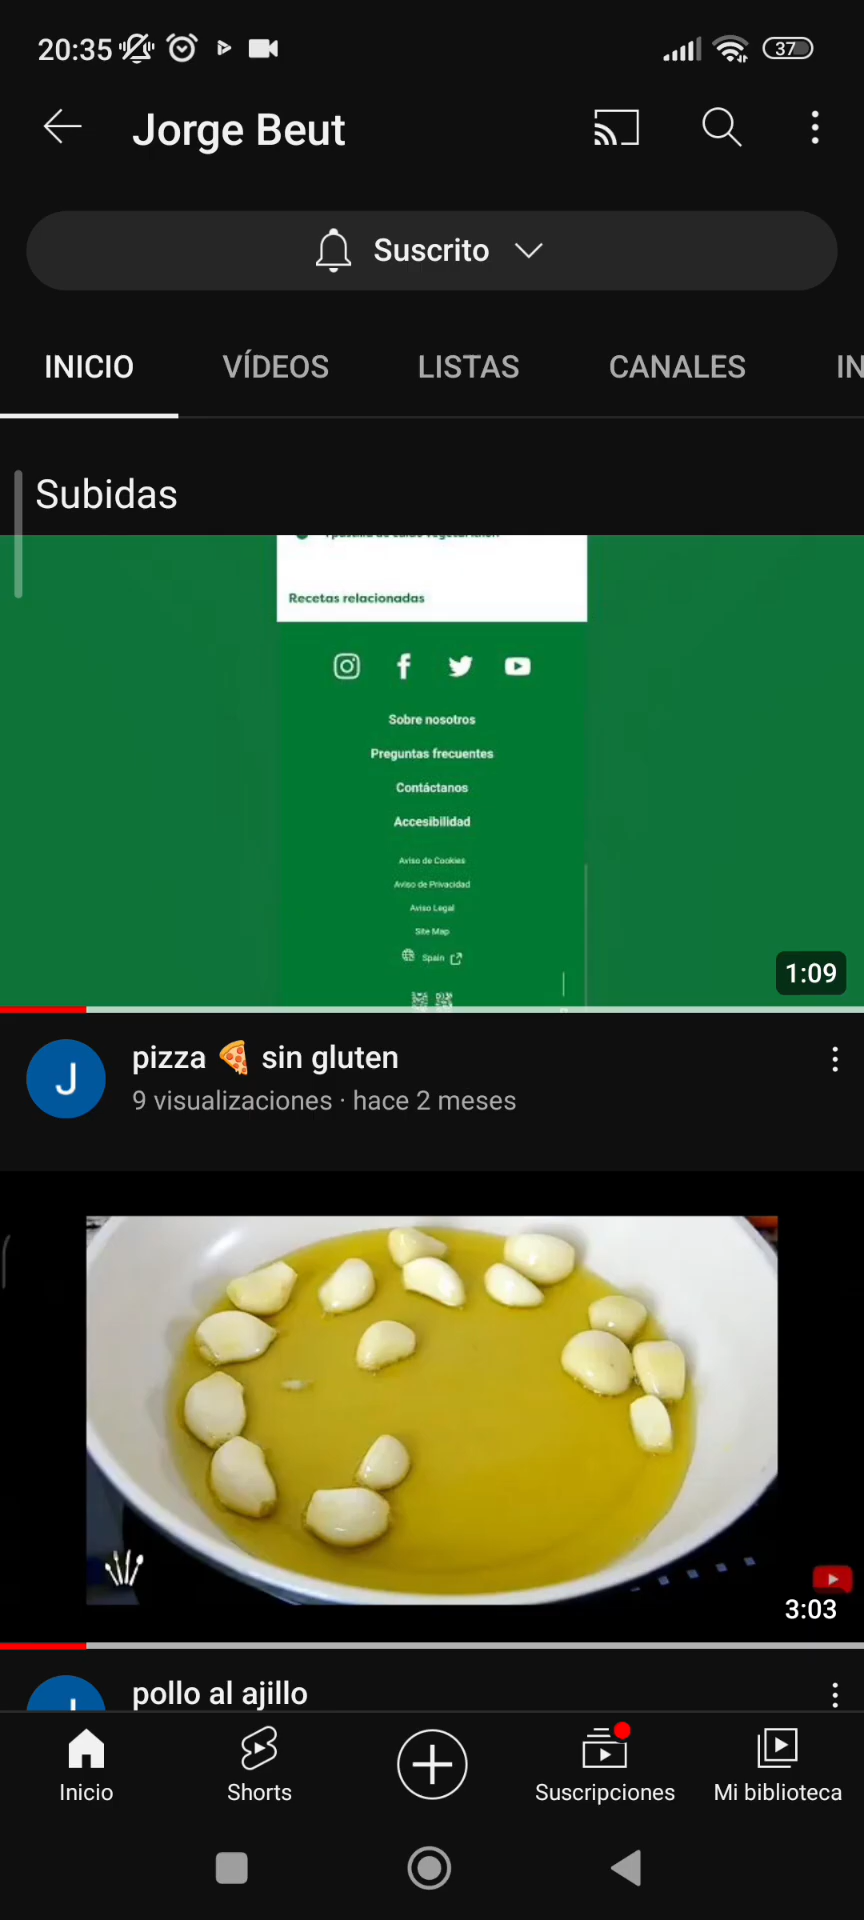 20:35
37
Jorge Beut
Suscrito
INICIO VÍDEOS LISTAS CANALES IN
Subidas
Recetas relacionadas
Sobre nosotros
Preguntas frecuentes
Contáctanos
Accesibilidad
Aviso de Cookies
Aviso de Privacidad
Aviso Legal
Site Map
Spain
1:09
J
pizza 🍕 sin gluten
9 visualizaciones · hace 2 meses
3:03
pollo al ajillo
Inicio Shorts Suscripciones Mi biblioteca